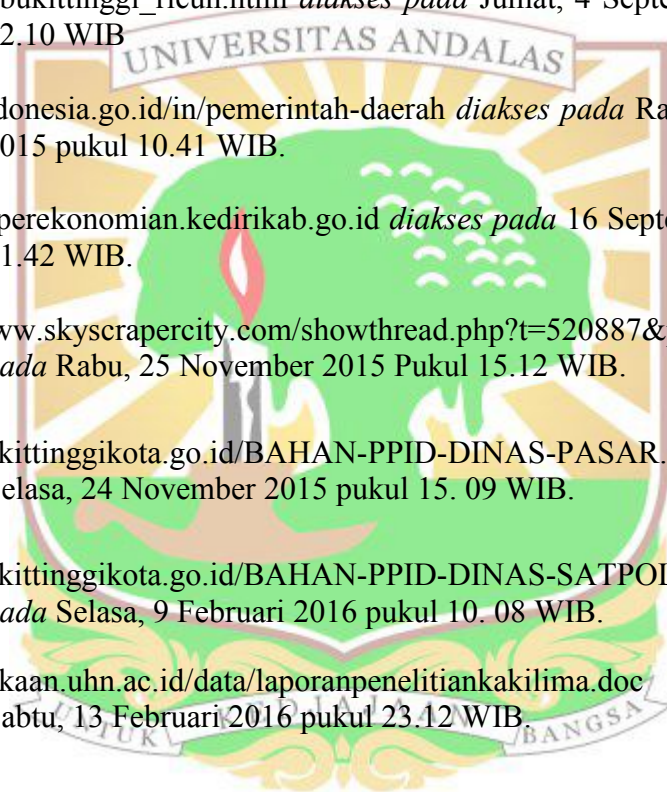 bukittinggi_ricuh.html diakses pada Jumat, 4 Sept
2.10 WIB
UNIVERSITAS ANDALAS
donesia.go.id/in/pemerintah-daerah diakses pada Ra
015 pukul 10.41 WIB.
perekonomian.kedirikab.go.id diakses pada 16 Septe
1.42 WIB.
ww.skyscrapercity.com/showthread.php?t=520887&
ada Rabu, 25 November 2015 Pukul 15.12 WIB.
kittinggikota.go.id/BAHAN-PPID-DINAS-PASAR.
elasa, 24 November 2015 pukul 15. 09 WIB.
kittinggikota.go.id/BAHAN-PPID-DINAS-SATPOL
ada Selasa, 9 Februari 2016 pukul 10. 08 WIB.
kaan.uhn.ac.id/data/laporanpenelitiankakilima.doc
abtu, 13 Februari 2016 pukul 23.12 WIB.
UNTUK KEDJAJAAN BANGSA